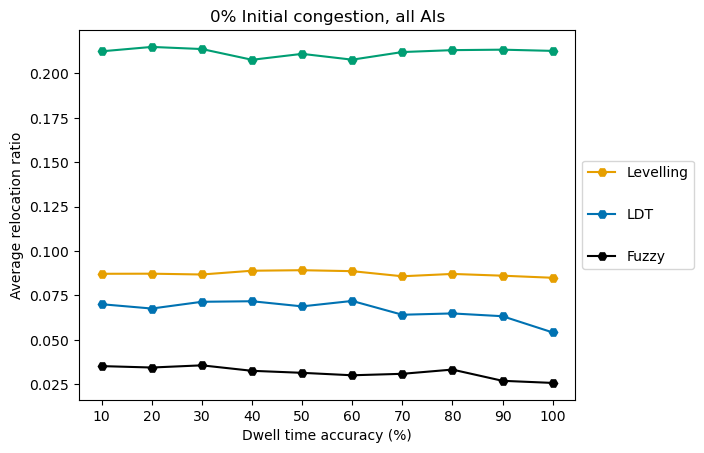 0% Initial congestion, all AIs
Average relocation ratio
0.200
0.175
0.150
0.125
0.100
0.075
0.050
0.025
10 20 30 40 50 60 70 80 90 100
Dwell time accuracy (%)
Levelling
LDT
Fuzzy